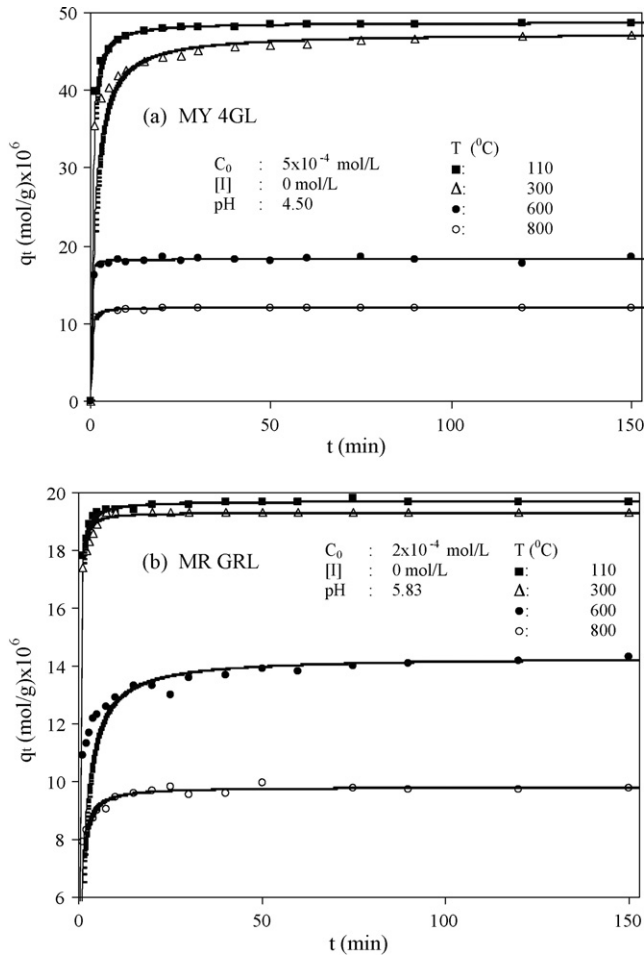 50
40
30
20
10
0
qt (mol/g)x10⁶
(a) MY 4GL
C₀ : 5x10⁻⁴ mol/L
[I] : 0 mol/L
pH : 4.50
T (⁰C)
■: 110
△: 300
●: 600
○: 800
0 50 100 150
t (min)
20
18
16
14
12
10
8
6
qt (mol/g)x10⁶
(b) MR GRL
C₀ : 2x10⁻⁴ mol/L
[I] : 0 mol/L
pH : 5.83
T (⁰C)
■: 110
△: 300
●: 600
○: 800
0 50 100 150
t (min)